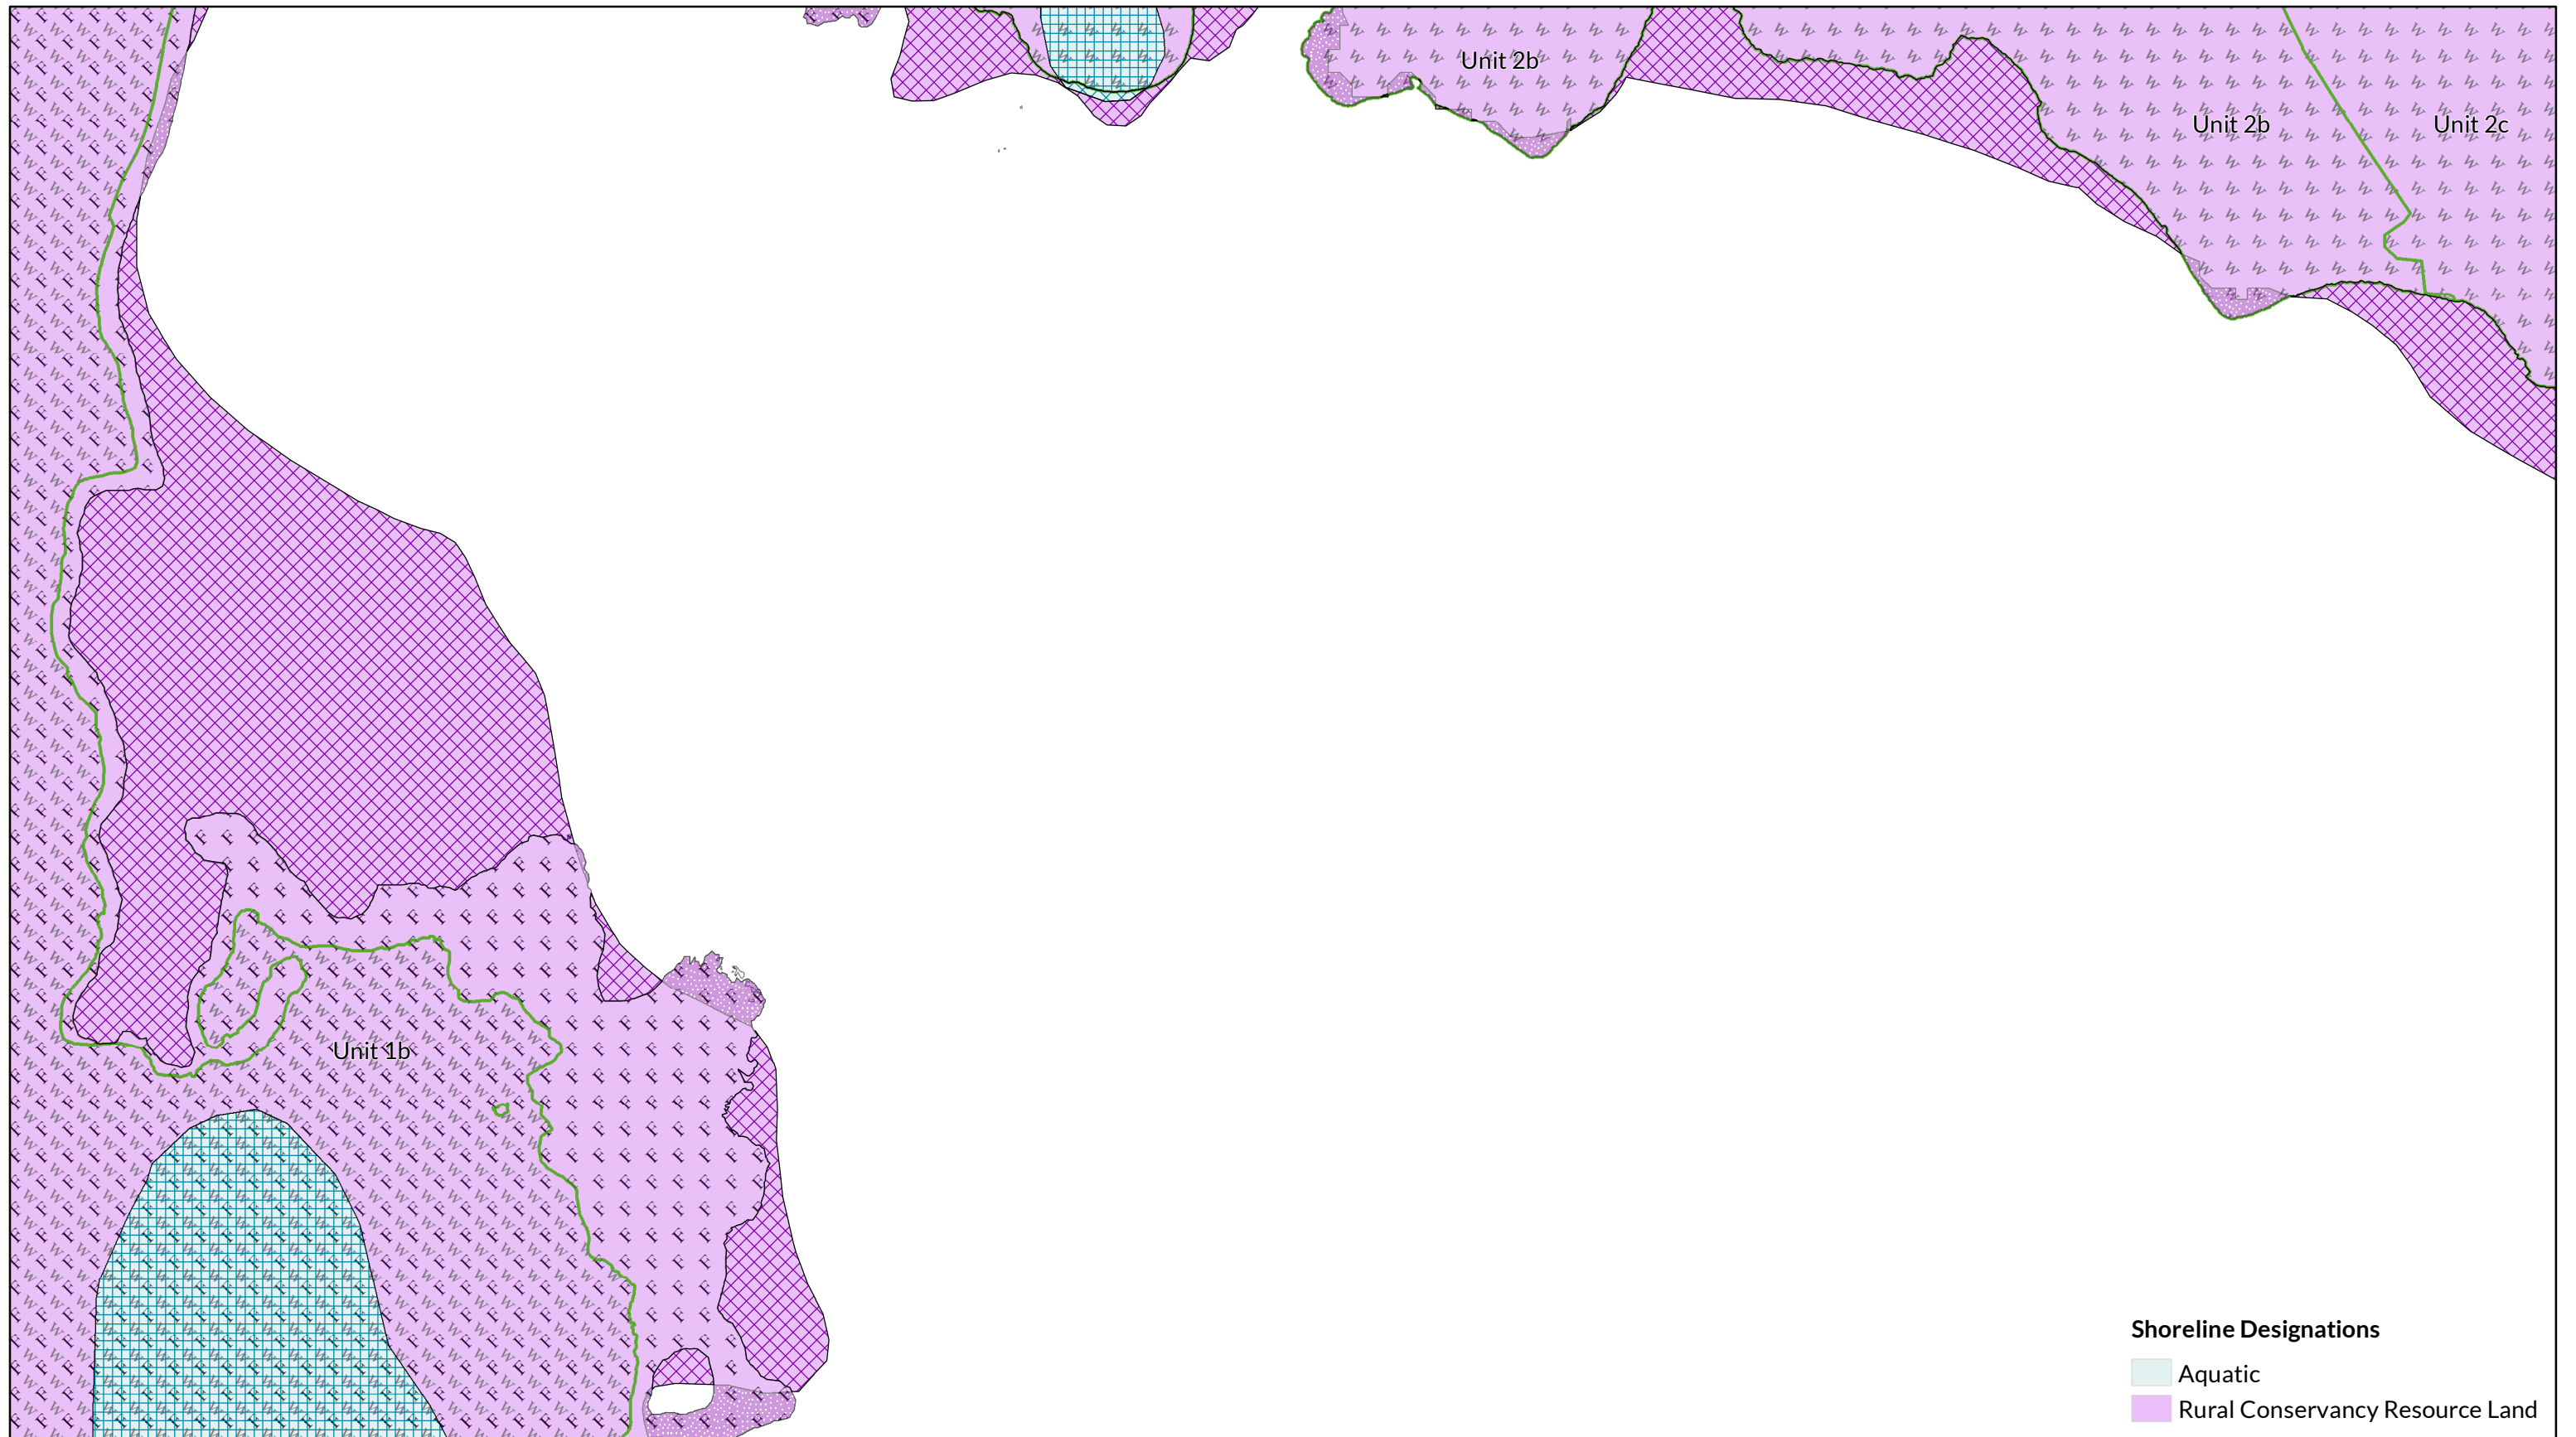 Unit 2b
Unit 2b
Unit 2c
Unit 1b
Shoreline Designations
Aquatic
Rural Conservancy Resource Land